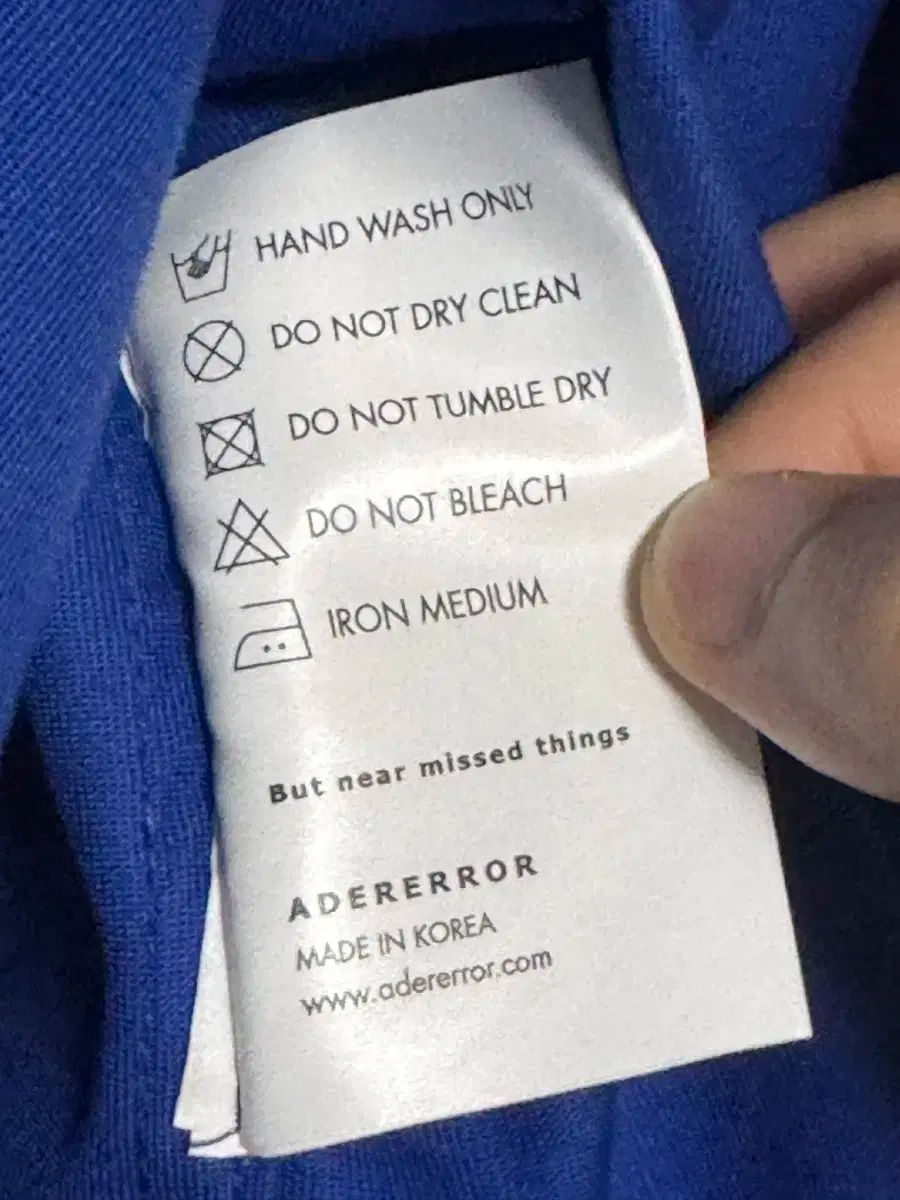 HAND WASH ONLY
DO NOT DRY CLEAN
DO NOT TUMBLE DRY
DO NOT BLEACH
IRON MEDIUM
But near missed things
ADERERROR
MADE IN KOREA
www.adererror.com